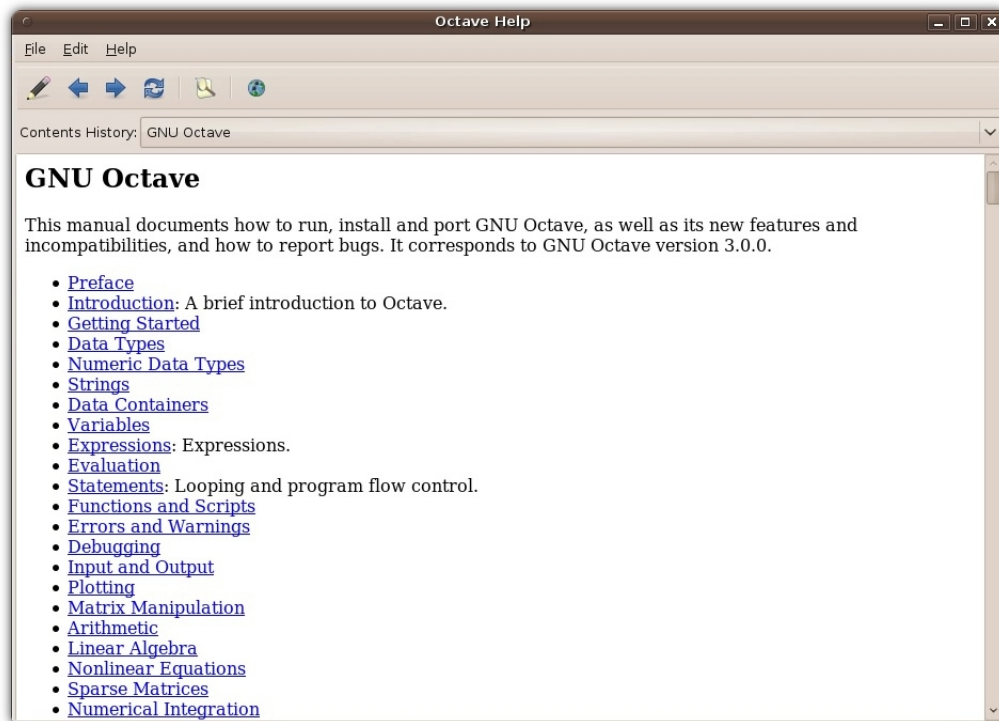 Octave Help
File Edit Help
Contents History: GNU Octave
GNU Octave
This manual documents how to run, install and port GNU Octave, as well as its new features and
incompatibilities, and how to report bugs. It corresponds to GNU Octave version 3.0.0.
• Preface
• Introduction: A brief introduction to Octave.
• Getting Started
• Data Types
• Numeric Data Types
• Strings
• Data Containers
• Variables
• Expressions: Expressions.
• Evaluation
• Statements: Looping and program flow control.
• Functions and Scripts
• Errors and Warnings
• Debugging
• Input and Output
• Plotting
• Matrix Manipulation
• Arithmetic
• Linear Algebra
• Nonlinear Equations
• Sparse Matrices
• Numerical Integration